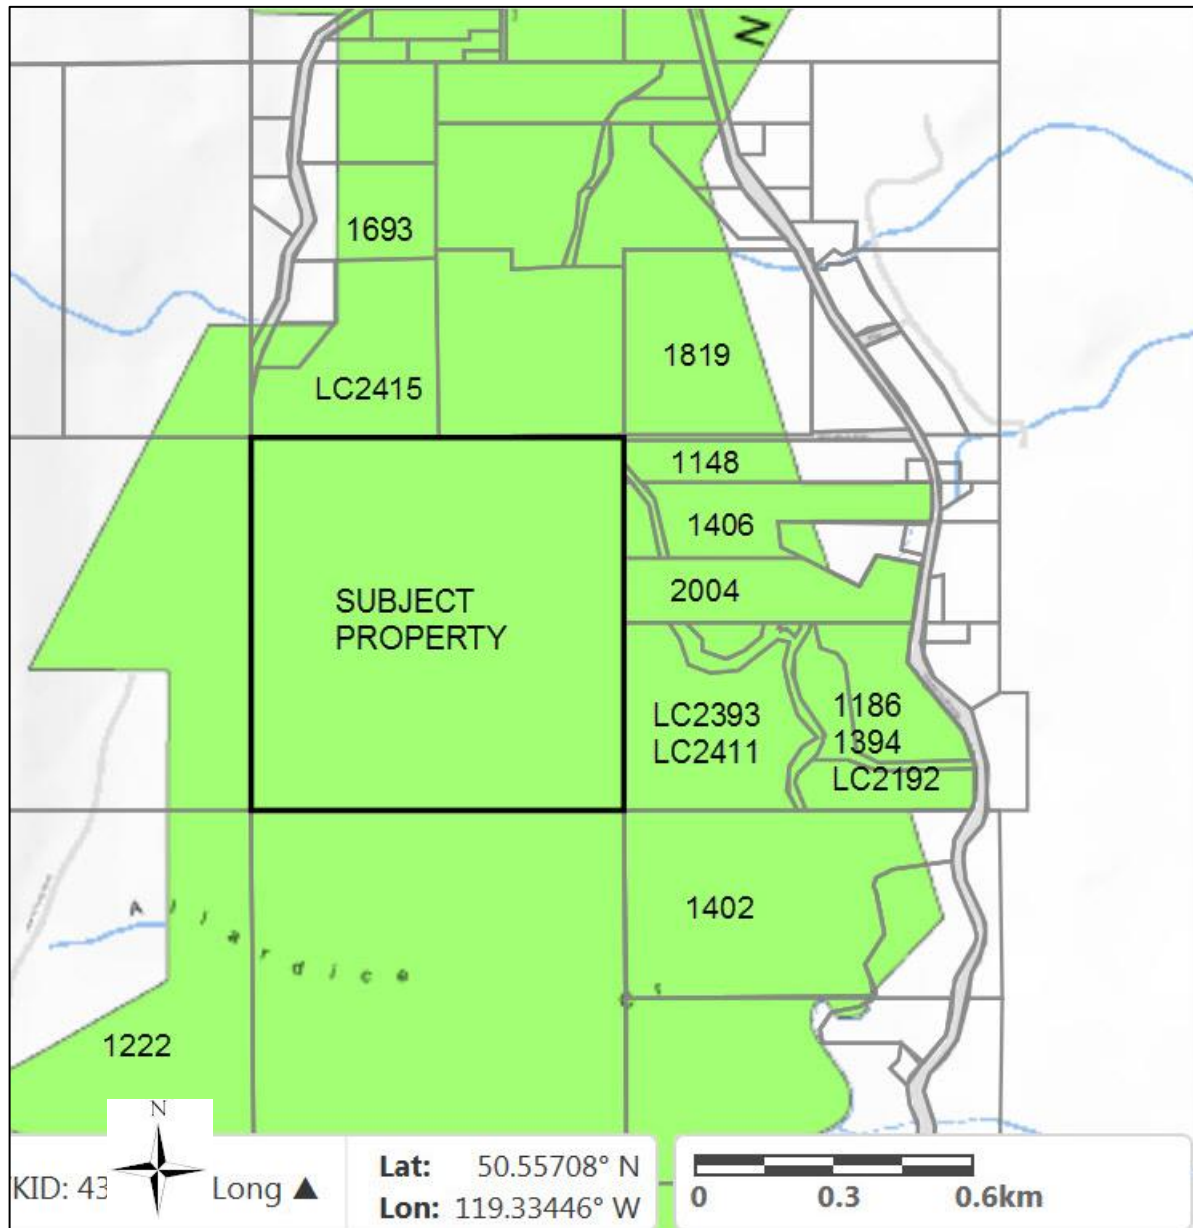 N
1693
1819
LC2415
1148
1406
SUBJECT
PROPERTY
2004
LC2393
LC2411
1186
1394
LC2192
1402
Allardice
C r
1222
N
KID: 43
Long ▲
Lat: 50.55708° N
Lon: 119.33446° W
0 0.3 0.6km